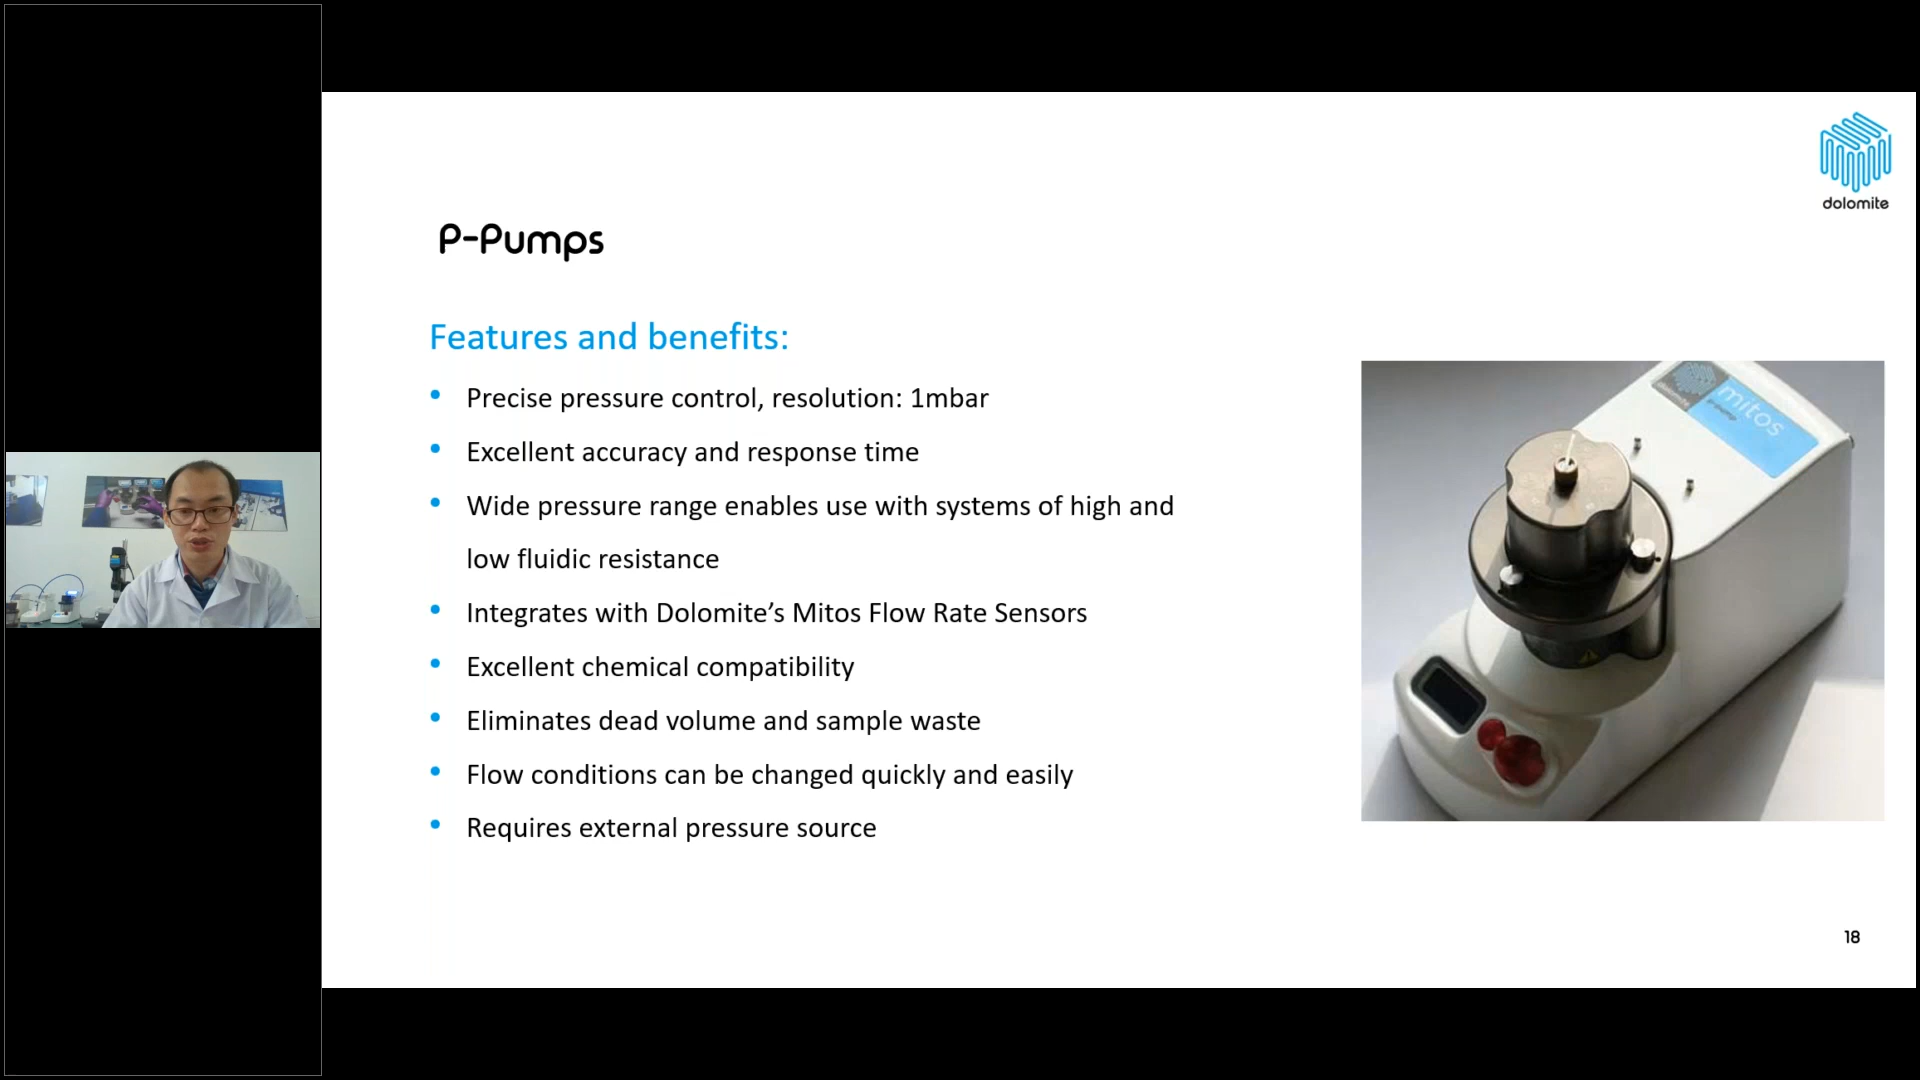 dolomite
P-Pumps
Features and benefits:
• Precise pressure control, resolution: 1mbar
• Excellent accuracy and response time
• Wide pressure range enables use with systems of high and
low fluidic resistance
• Integrates with Dolomite’s Mitos Flow Rate Sensors
• Excellent chemical compatibility
• Eliminates dead volume and sample waste
• Flow conditions can be changed quickly and easily
• Requires external pressure source
mitos
18